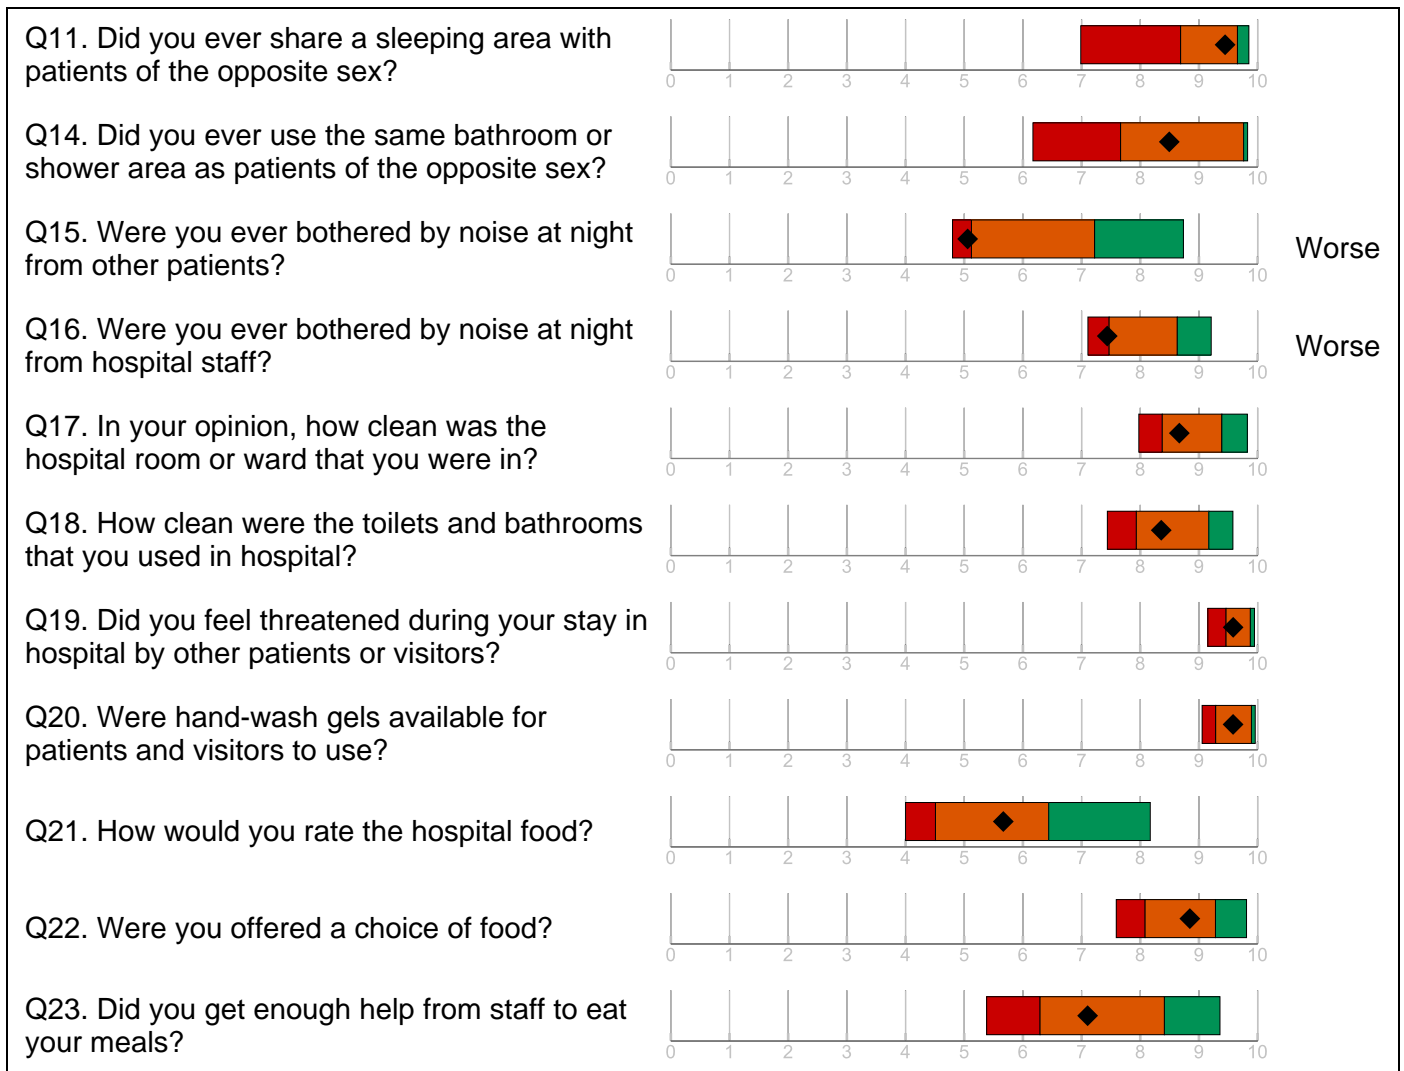 Q11. Did you ever share a sleeping area with
patients of the opposite sex?
0 1 2 3 4 5 6 7 8 9 10
Q14. Did you ever use the same bathroom or
shower area as patients of the opposite sex?
0 1 2 3 4 5 6 7 8 9 10
Q15. Were you ever bothered by noise at night
from other patients?
Worse
0 1 2 3 4 5 6 7 8 9 10
Q16. Were you ever bothered by noise at night
from hospital staff?
Worse
0 1 2 3 4 5 6 7 8 9 10
Q17. In your opinion, how clean was the
hospital room or ward that you were in?
0 1 2 3 4 5 6 7 8 9 10
Q18. How clean were the toilets and bathrooms
that you used in hospital?
0 1 2 3 4 5 6 7 8 9 10
Q19. Did you feel threatened during your stay in
hospital by other patients or visitors?
0 1 2 3 4 5 6 7 8 9 10
Q20. Were hand-wash gels available for
patients and visitors to use?
0 1 2 3 4 5 6 7 8 9 10
Q21. How would you rate the hospital food?
0 1 2 3 4 5 6 7 8 9 10
Q22. Were you offered a choice of food?
0 1 2 3 4 5 6 7 8 9 10
Q23. Did you get enough help from staff to eat
your meals?
0 1 2 3 4 5 6 7 8 9 10